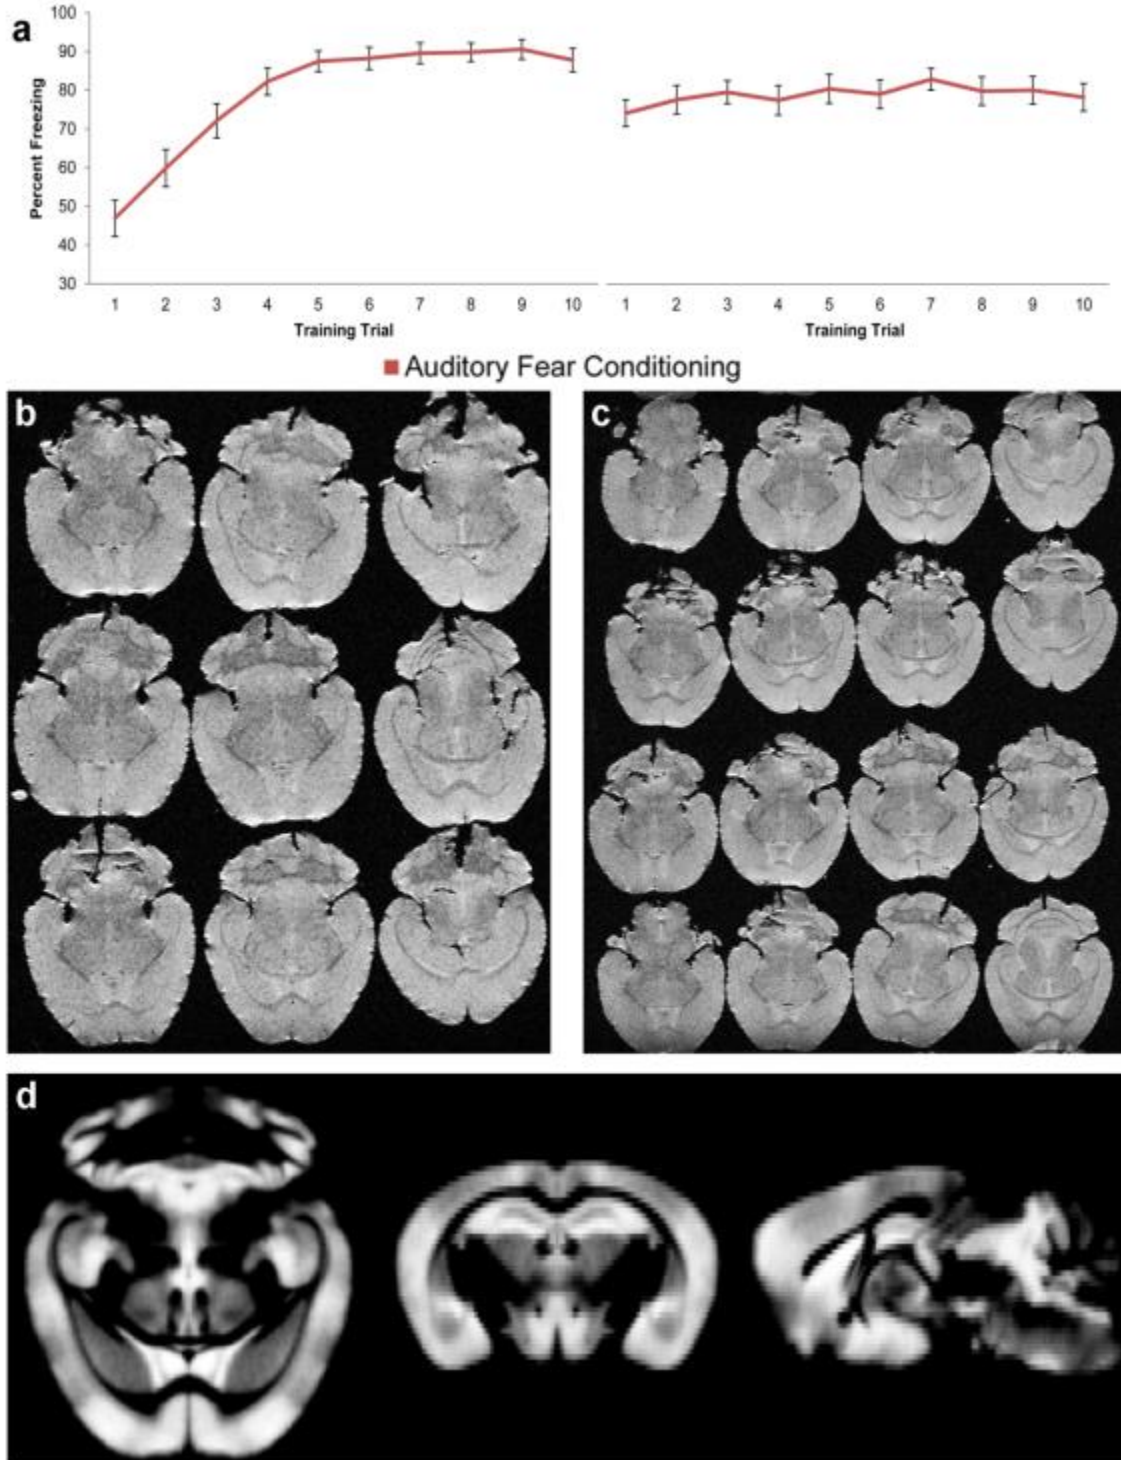 a
100
90
80
70
60
50
40
30
Percent Freezing
1 2 3 4 5 6 7 8 9 10
Training Trial
1 2 3 4 5 6 7 8 9 10
Training Trial
Auditory Fear Conditioning
b
c
d